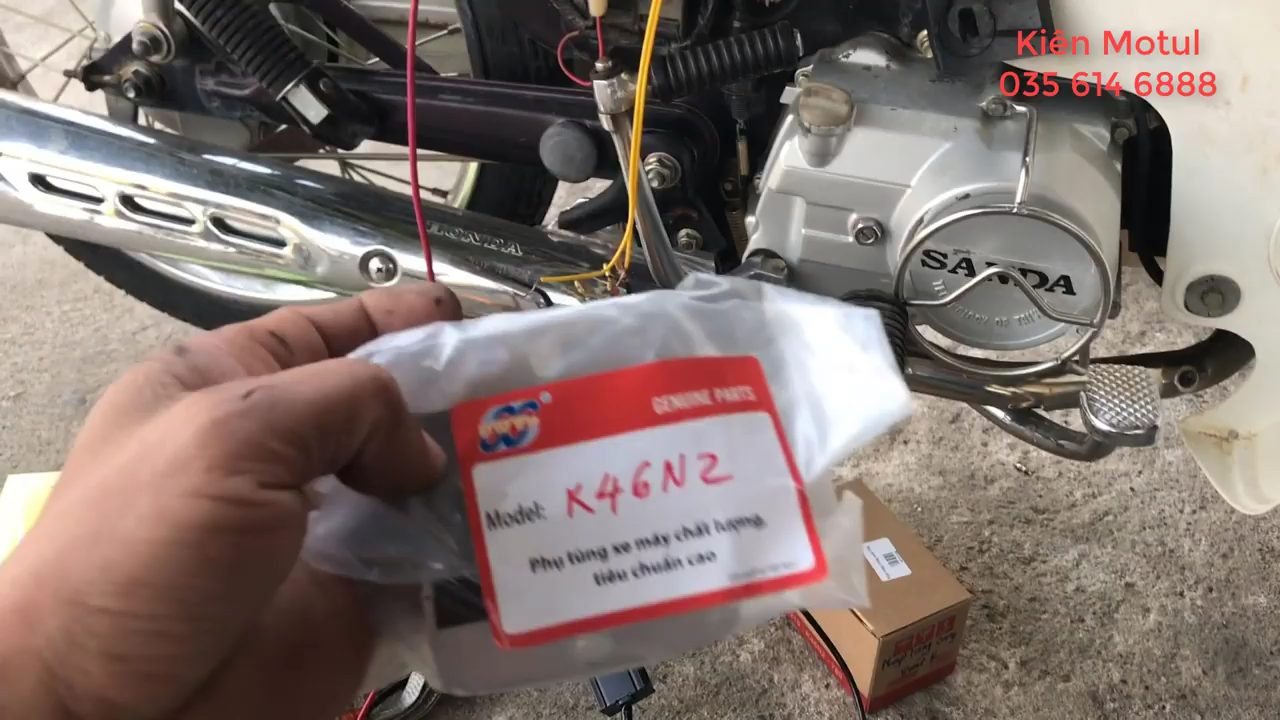 Kiên Motul
035 614 6888
HONDA
SANDA
GENUINE PARTS
Model: K46N2
Phụ tùng xe máy chất lượng,
tiêu chuẩn cao